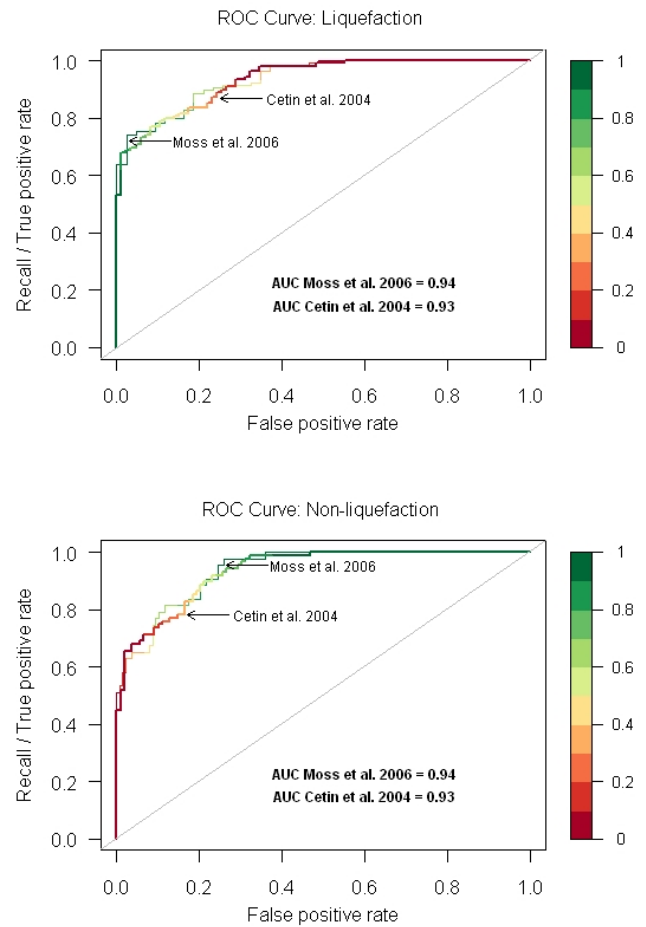 ROC Curve: Liquefaction
Recall / True positive rate
1.0
0.8
0.6
0.4
0.2
0.0
Cetin et al. 2004
Moss et al. 2006
AUC Moss et al. 2006 = 0.94
AUC Cetin et al. 2004 = 0.93
0.0 0.2 0.4 0.6 0.8 1.0
False positive rate
1
0.8
0.6
0.4
0.2
0
ROC Curve: Non-liquefaction
Recall / True positive rate
1.0
0.8
0.6
0.4
0.2
0.0
Moss et al. 2006
Cetin et al. 2004
AUC Moss et al. 2006 = 0.94
AUC Cetin et al. 2004 = 0.93
0.0 0.2 0.4 0.6 0.8 1.0
False positive rate
1
0.8
0.6
0.4
0.2
0